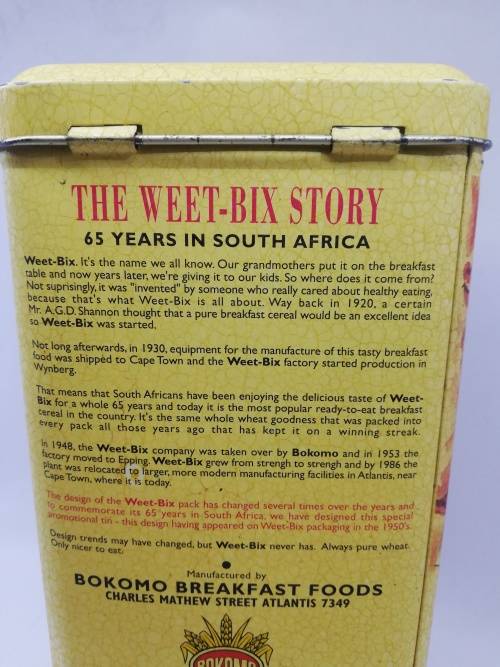 THE WEET-BIX STORY
65 YEARS IN SOUTH AFRICA
Weet-Bix. It's the name we all know. Our grandmothers put it on the breakfast
table and now years later, we're giving it to our kids. So where does it come from?
Not suprisingly, it was "invented" by someone who really cared about healthy eating,
because that's what Weet-Bix is all about. Way back in 1920, a certain
Mr. A.G.D. Shannon thought that a pure breakfast cereal would be an excellent idea
so Weet-Bix was started.
Not long afterwards, in 1930, equipment for the manufacture of this tasty breakfast
food was shipped to Cape Town and the Weet-Bix factory started production in
Wynberg.
That means that South Africans have been enjoying the delicious taste of Weet-
Bix for a whole 65 years and today it is the most popular ready-to-eat breakfast
cereal in the country. It's the same whole wheat goodness that was packed into
every pack all those years ago that has kept it on a winning streak.
In 1948, the Weet-Bix company was taken over by Bokomo and in 1953 the
factory moved to Epping. Weet-Bix grew from strengh to strengh and by 1986 the
plant was relocated to larger, more modern manufacturing facilities in Atlantis, near
Cape Town, where it is today.
The design of the Weet-Bix pack has changed several times over the years and
to commemorate its 65 years in South Africa, we have designed this special
promotional tin - this design having appeared on Weet-Bix packaging in the 1950's.
Design trends may have changed, but Weet-Bix never has. Always pure wheat.
Only nicer to eat.
Manufactured by
BOKOMO BREAKFAST FOODS
CHARLES MATHEW STREET ATLANTIS 7349
BOKOMO